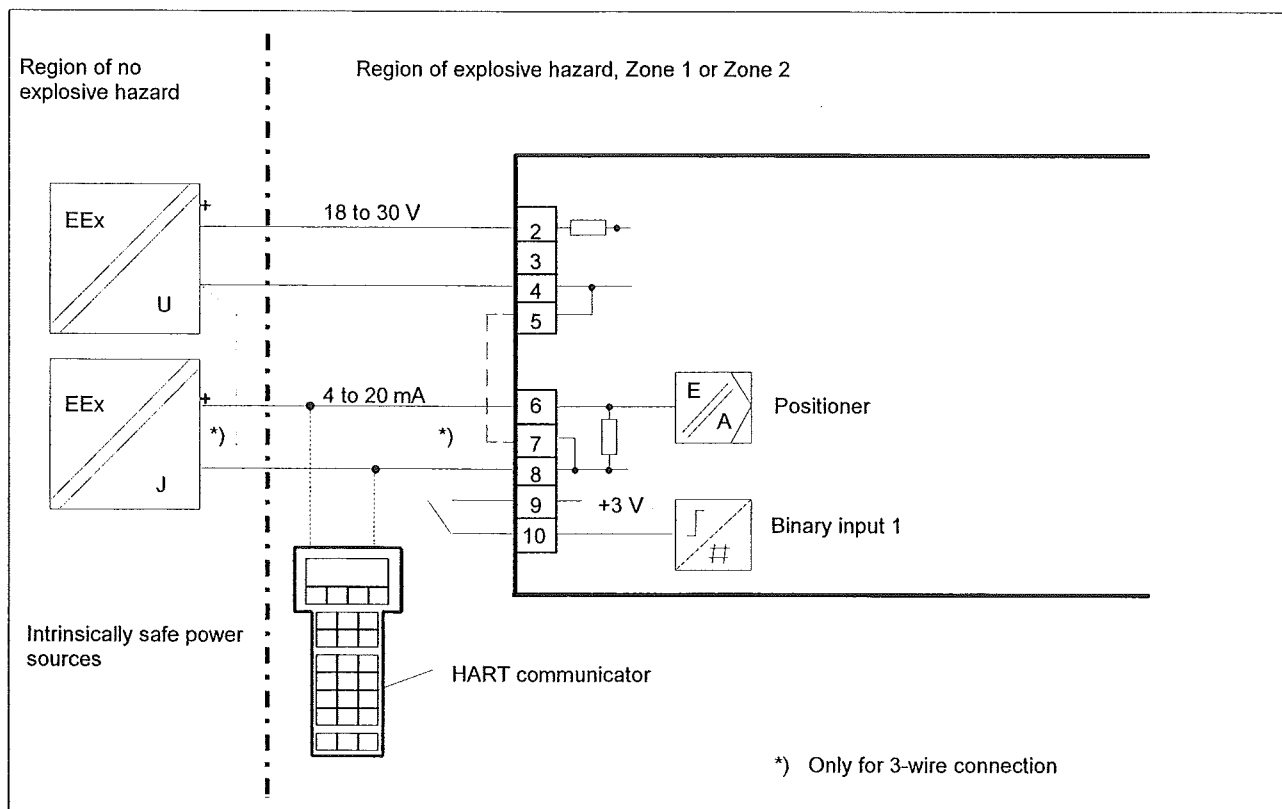 Region of no
explosive hazard
Region of explosive hazard, Zone 1 or Zone 2
EEx
+
U
18 to 30 V
2
3
4
5
EEx
+
*)
J
4 to 20 mA
*)
6
7
8
9
10
+3 V
E
A
Positioner
Binary input 1
#
Intrinsically safe power
sources
HART communicator
*) Only for 3-wire connection